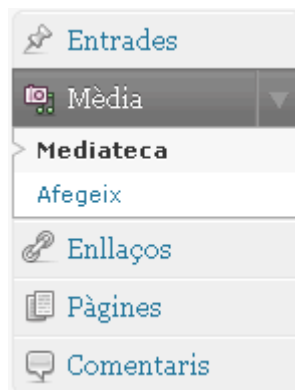 Entrades
Mèdia
Mediateca
Afegeix
Enllaços
Pàgines
Comentaris